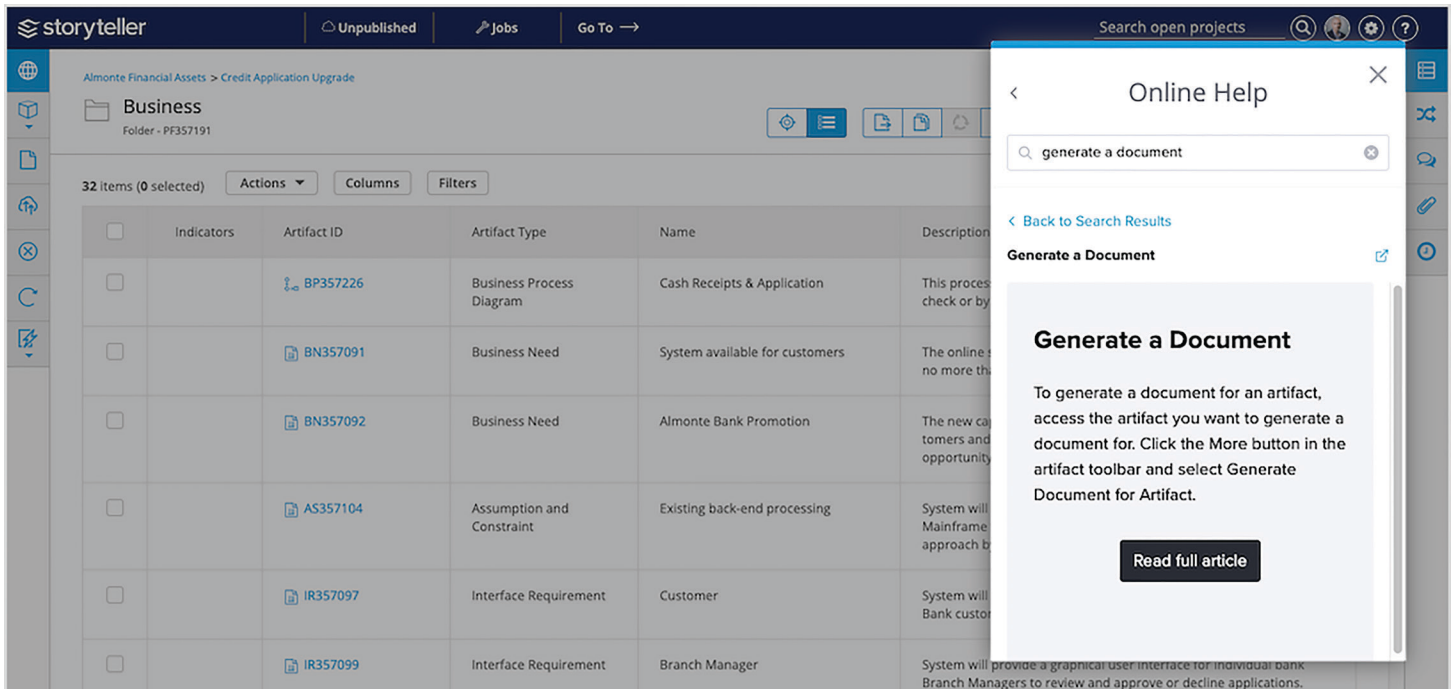 storyteller
Unpublished
Jobs
Go To
Search open projects
?
Almonte Financial Assets > Credit Application Upgrade
Business
Folder - PF357191
32 items (0 selected)
Actions
Columns
Filters
Indicators
Artifact ID
Artifact Type
Name
Description
BP357226
Business Process
Diagram
Cash Receipts & Application
This
check or by
BN357091
Business Need
System available for customers
The online
no more
BN357092
Business Need
Almonte Bank Promotion
The new
tomers and
opportunity
AS357104
Assumption and
Constraint
Existing back-end processing
System will
Mainframe
approach
IR357097
Interface Requirement
Customer
System will
Bank
IR357099
Interface Requirement
Branch Manager
System will provide a graphical user interface for individual bank
Branch Managers to review and approve or decline applications.
Online Help
generate a document
Back to Search Results
Generate a Document
Generate a Document
To generate a document for an artifact,
access the artifact you want to generate a
document for. Click the More button in the
artifact toolbar and select Generate
Document for Artifact.
Read full article